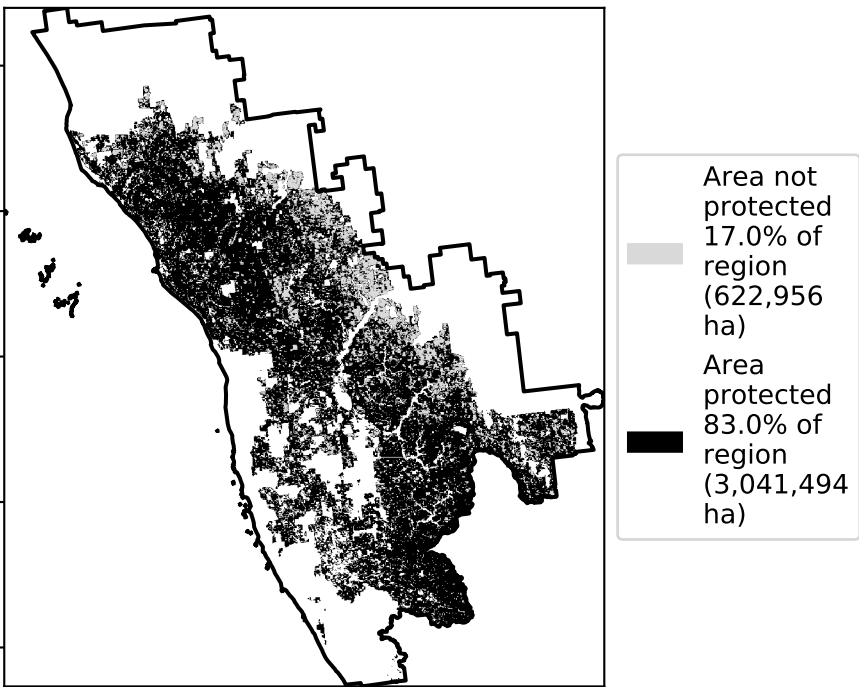 Area not
protected
17.0% of
region
(622,956
ha)
Area
protected
83.0% of
region
(3,041,494
ha)